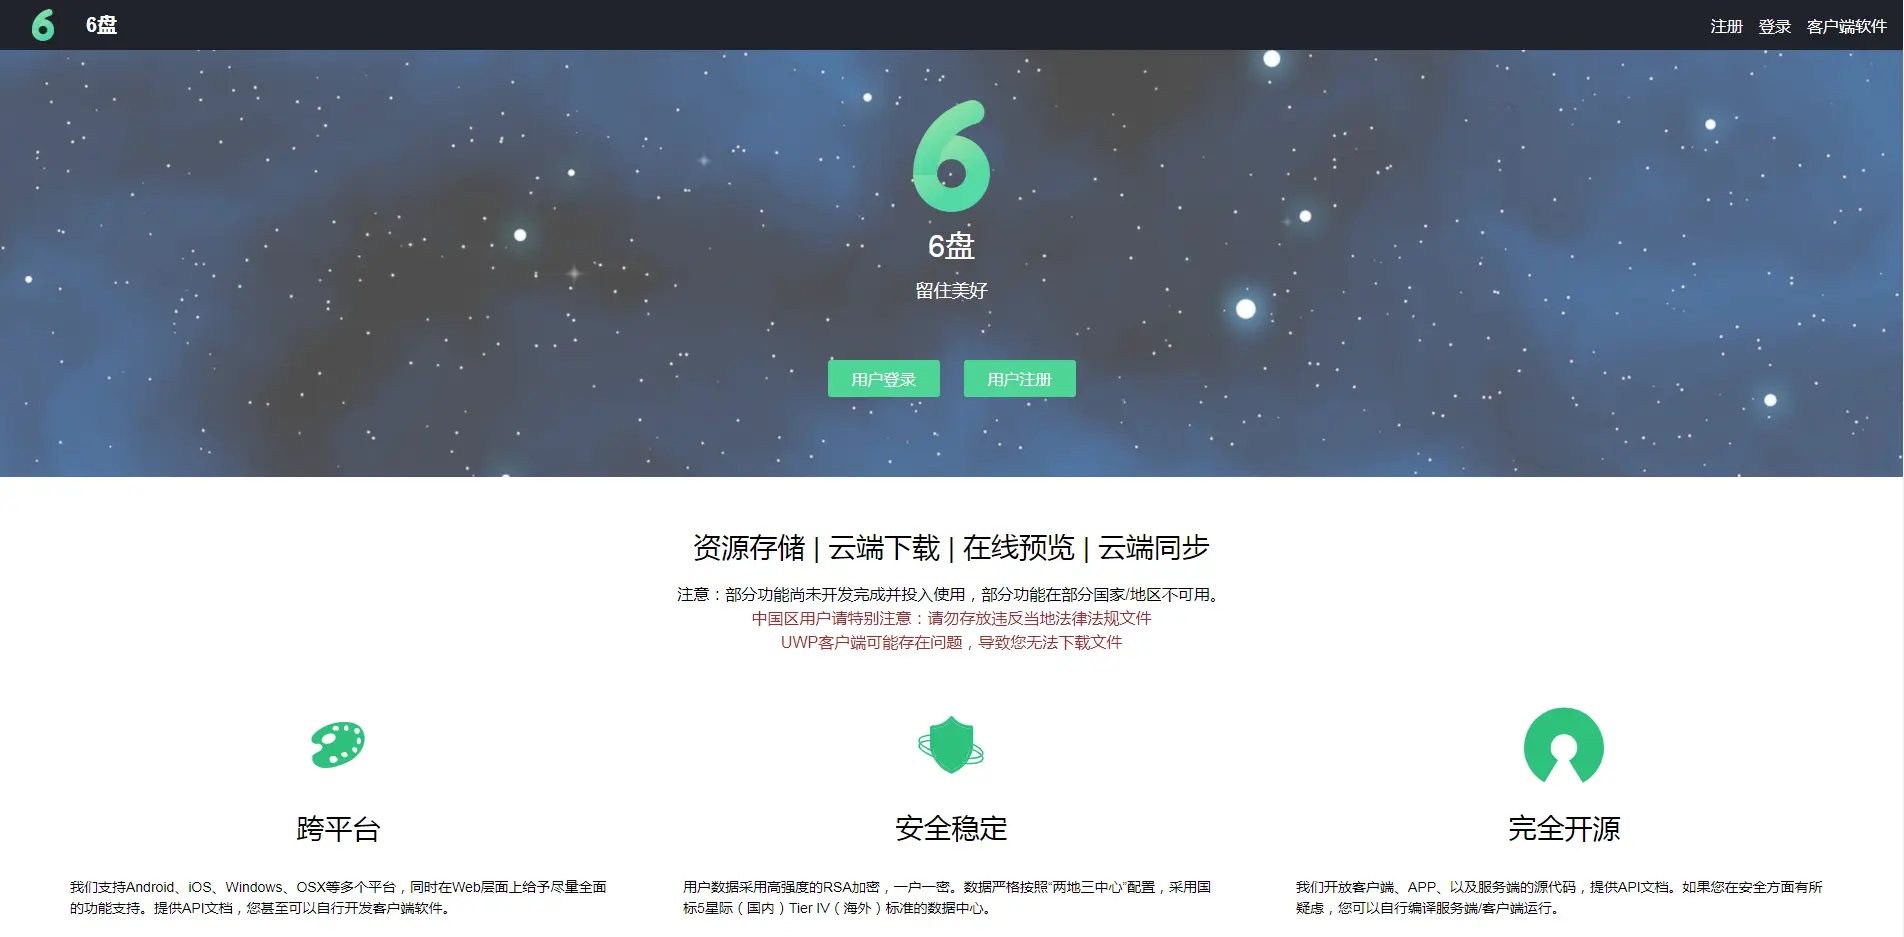 6 6盘 注册 登录 客户端软件
6
6盘
留住美好
用户登录 用户注册
资源存储 | 云端下载 | 在线预览 | 云端同步
注意：部分功能尚未开发完成并投入使用，部分功能在部分国家/地区不可用。
中国区用户请特别注意：请勿存放违反当地法律法规文件
UWP客户端可能存在问题，导致您无法下载文件
跨平台
我们支持Android、iOS、Windows、OSX等多个平台，同时在Web层面上给予尽量全面
的功能支持。提供API文档，您甚至可以自行开发客户端软件。
安全稳定
用户数据采用高强度的RSA加密，一户一密。数据严格按照“两地三中心”配置，采用国
标5星际（国内）Tier IV（海外）标准的数据中心。
完全开源
我们开放客户端、APP、以及服务端的源代码，提供API文档。如果您在安全方面有所
疑虑，您可以自行编译服务端/客户端运行。